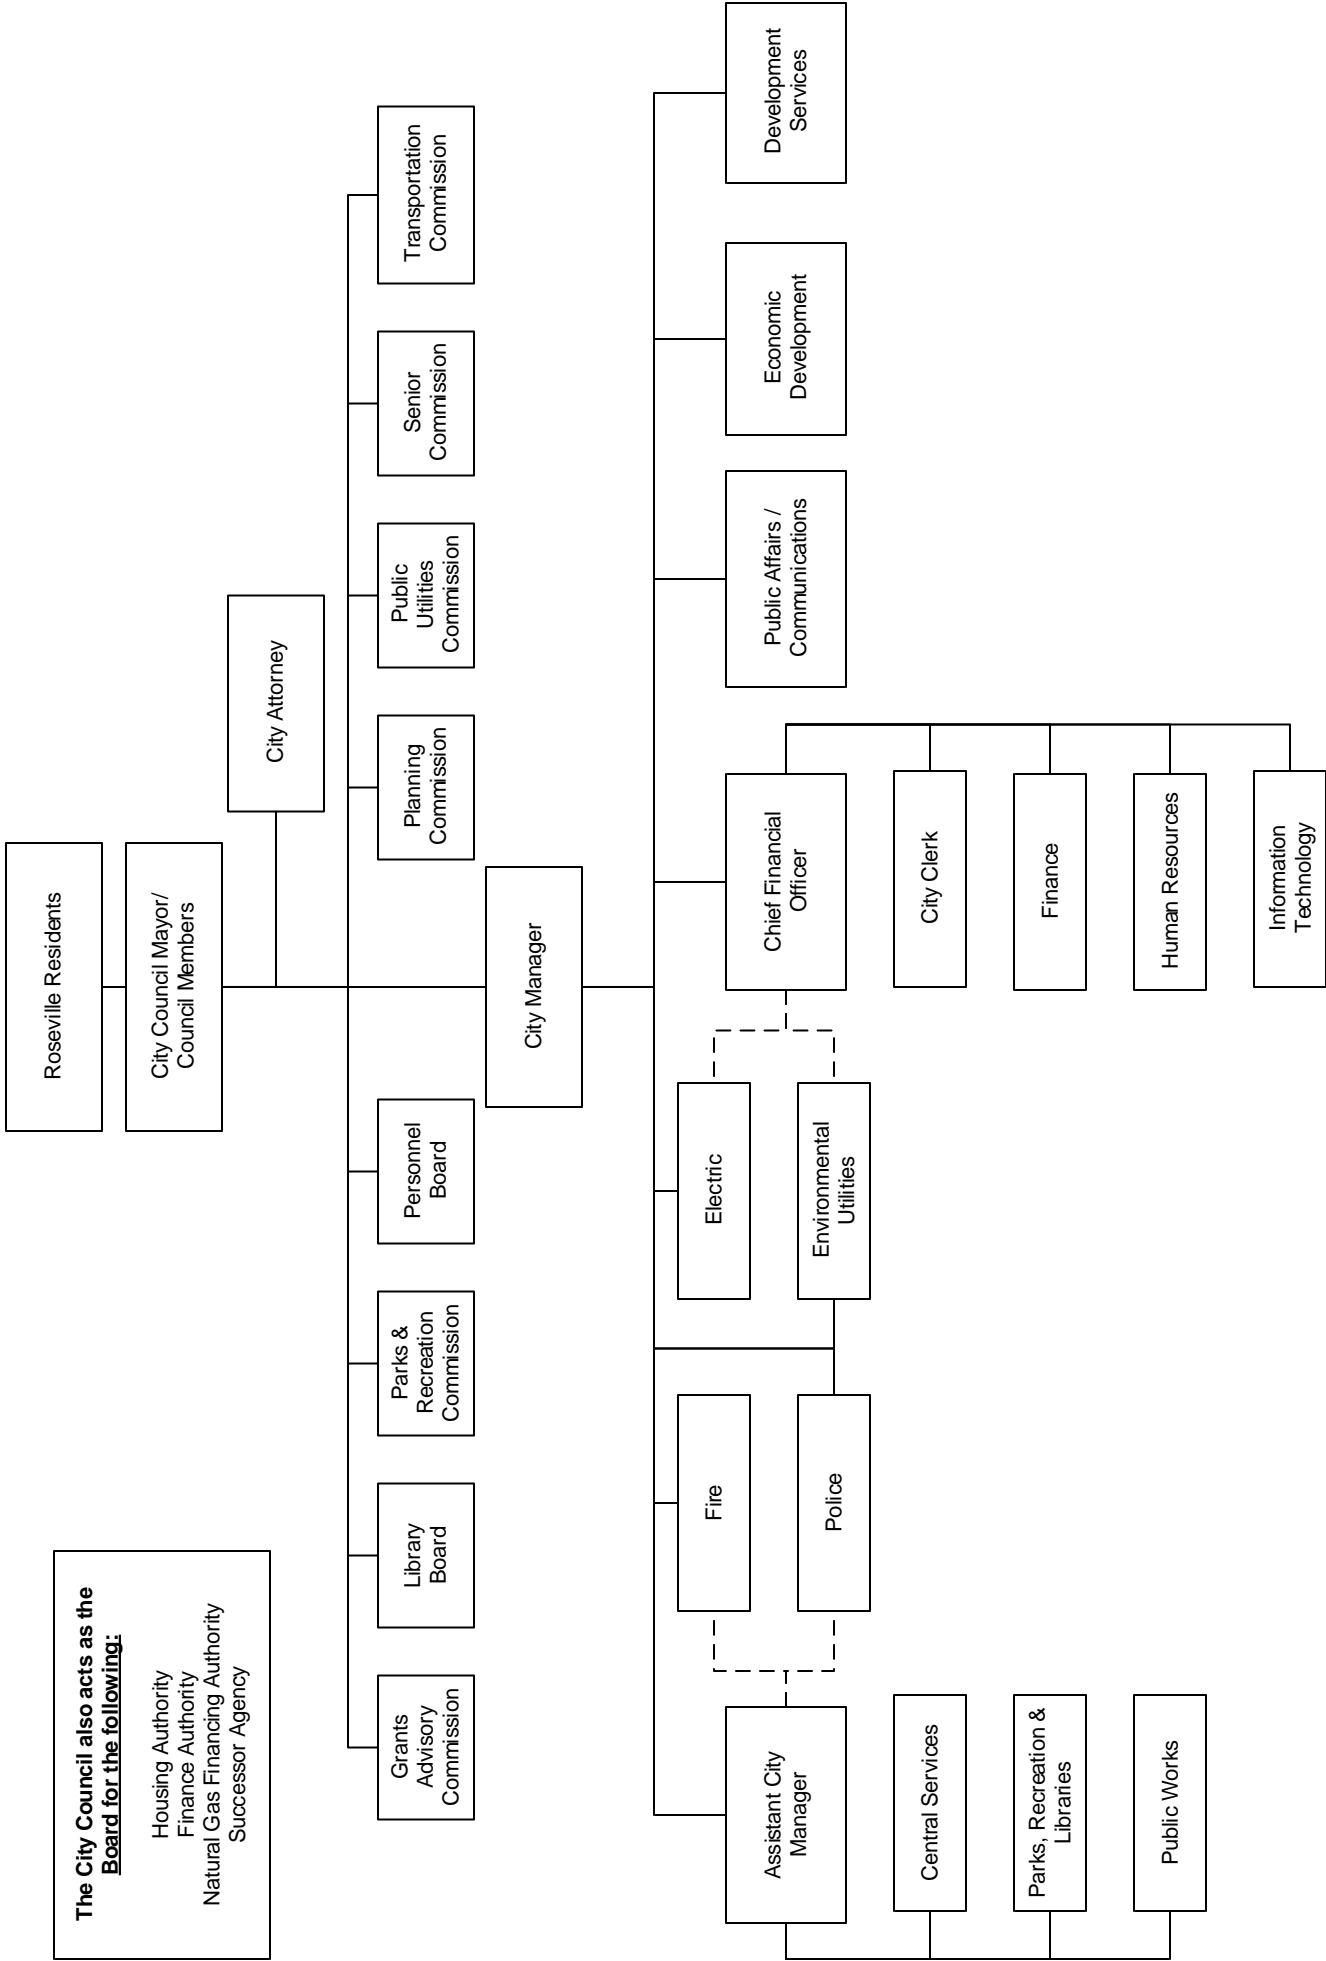 Roseville Residents
City Council Mayor/
Council Members
City Attorney
The City Council also acts as the
Board for the following:
Housing Authority
Finance Authority
Natural Gas Financing Authority
Successor Agency
Grants
Advisory
Commission
Library
Board
Parks &
Recreation
Commission
Personnel
Board
Planning
Commission
Public
Utilities
Commission
Senior
Commission
Transportation
Commission
City Manager
Assistant City
Manager
Fire
Police
Electric
Environmental
Utilities
Chief Financial
Officer
Public Affairs /
Communications
Economic
Development
Development
Services
Central Services
Parks, Recreation &
Libraries
Public Works
City Clerk
Finance
Human Resources
Information
Technology